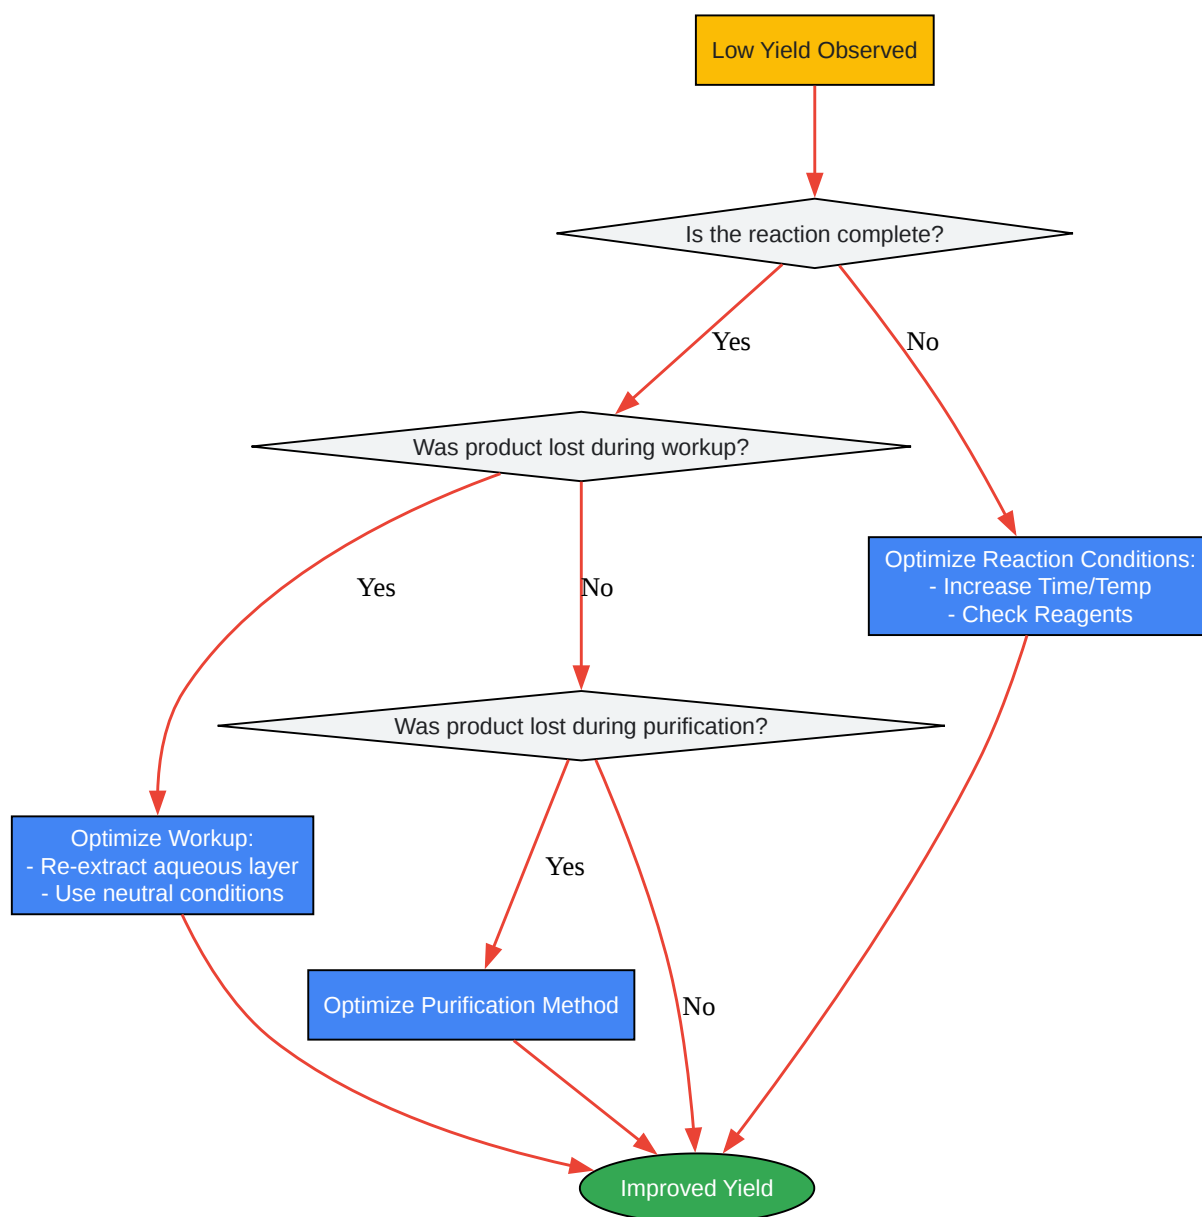 Low Yield Observed
Is the reaction complete?
Yes
No
Was product lost during workup?
Optimize Reaction Conditions:
- Increase Time/Temp
- Check Reagents
Yes
No
Was product lost during purification?
Optimize Workup:
- Re-extract aqueous layer
- Use neutral conditions
Yes
Optimize Purification Method
No
Improved Yield